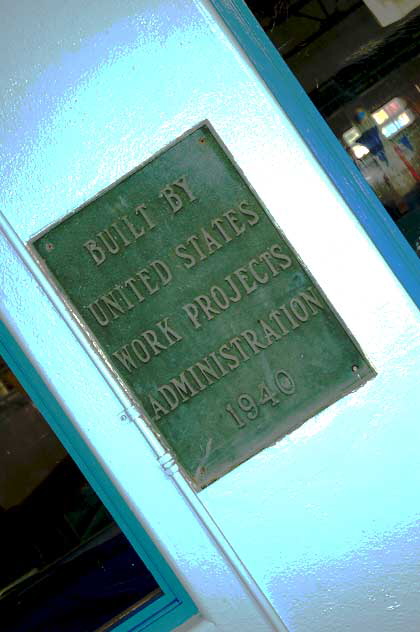 BUILT BY
UNITED STATES
WORK PROJECTS
ADMINISTRATION
1940